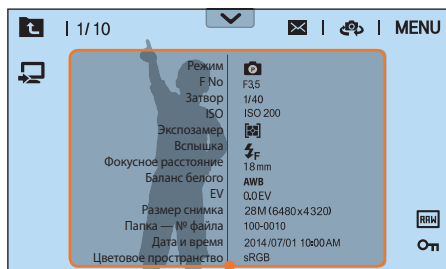 1/10 MENU
Режим P
F No F3,5
Затвор 1/40
ISO ISO 200
Экспозамер
Вспышка F
Фокусное расстояние 18mm
Баланс белого AWB
EV 0.0EV
Размер снимка 28M (6480x4320)
Папка — № файла 100-0010
Дата и время 2014/07/01 10:00AM
Цветовое пространство sRGB
RAW